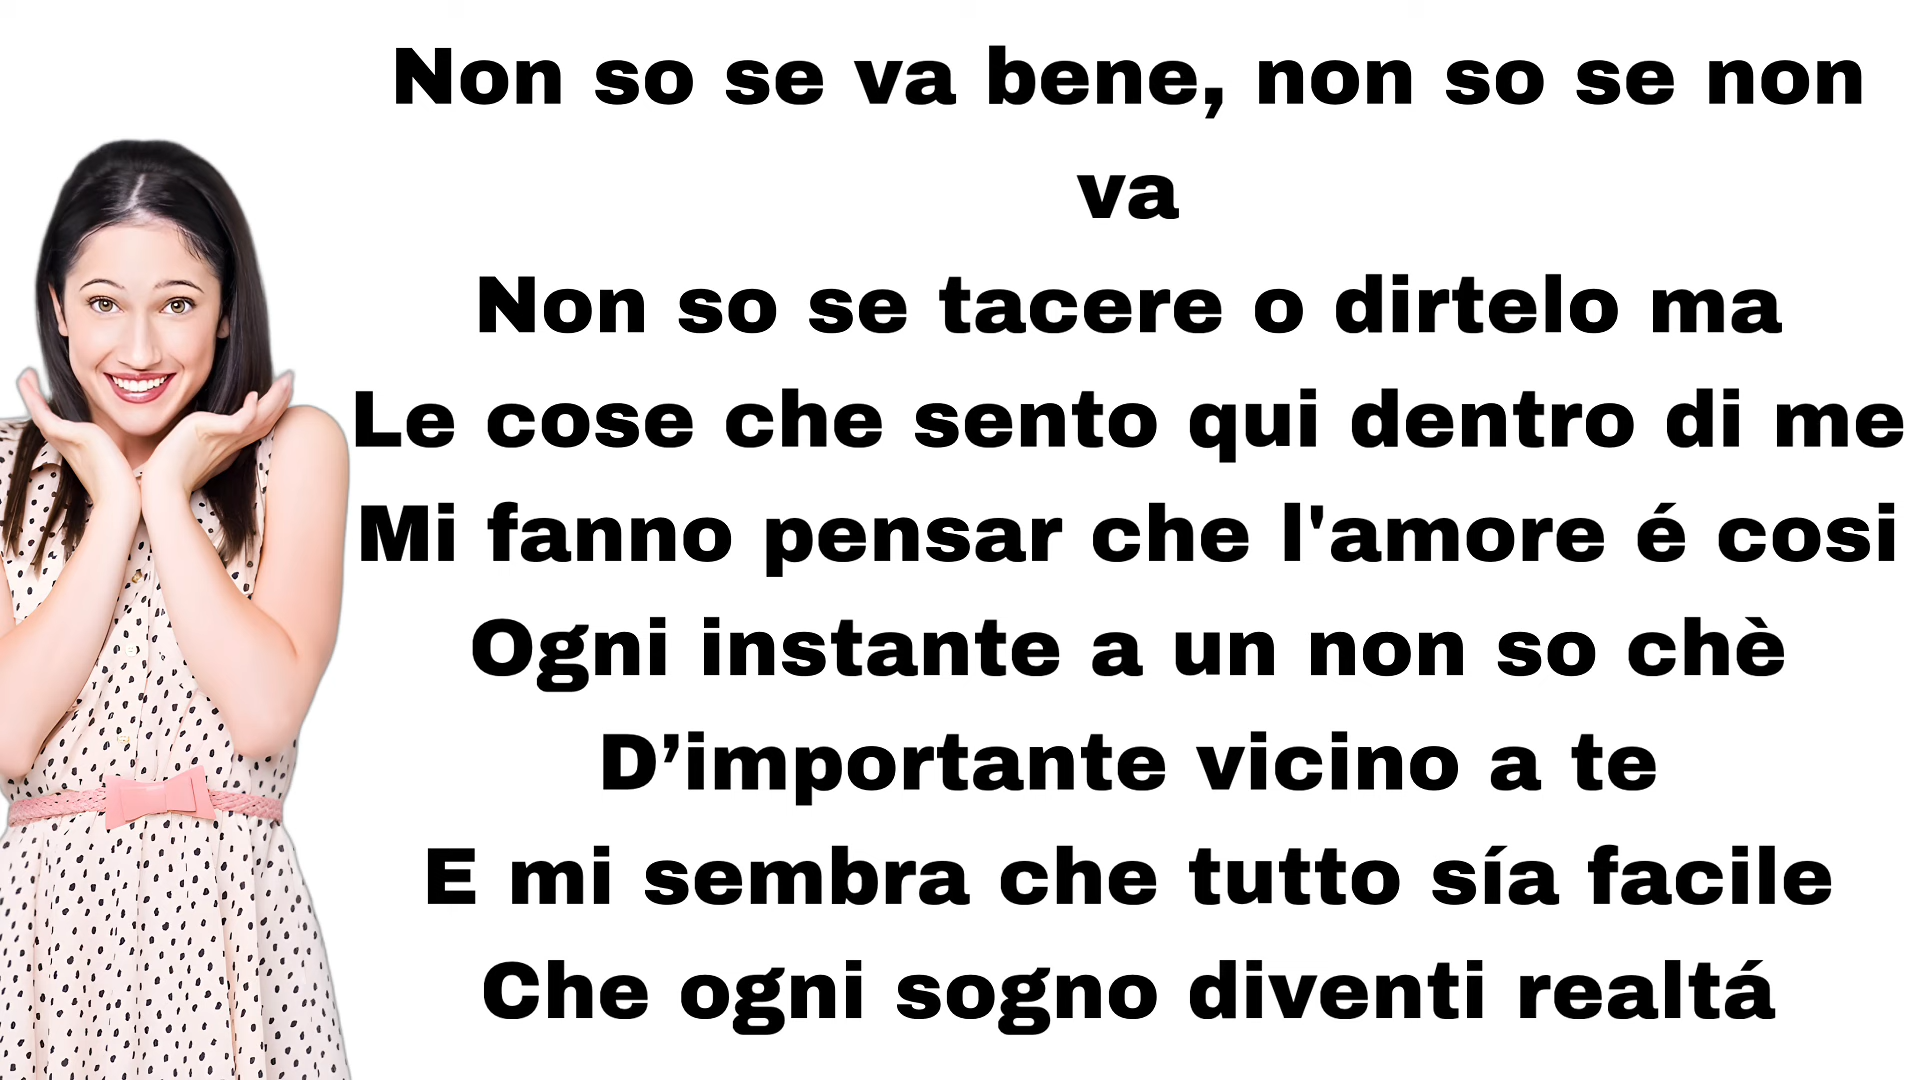 Non so se va bene, non so se non
va
Non so se tacere o dirtelo ma
Le cose che sento qui dentro di me
Mi fanno pensar che l'amore é cosi
Ogni instante a un non so chè
D’importante vicino a te
E mi sembra che tutto sía facile
Che ogni sogno diventi realtá